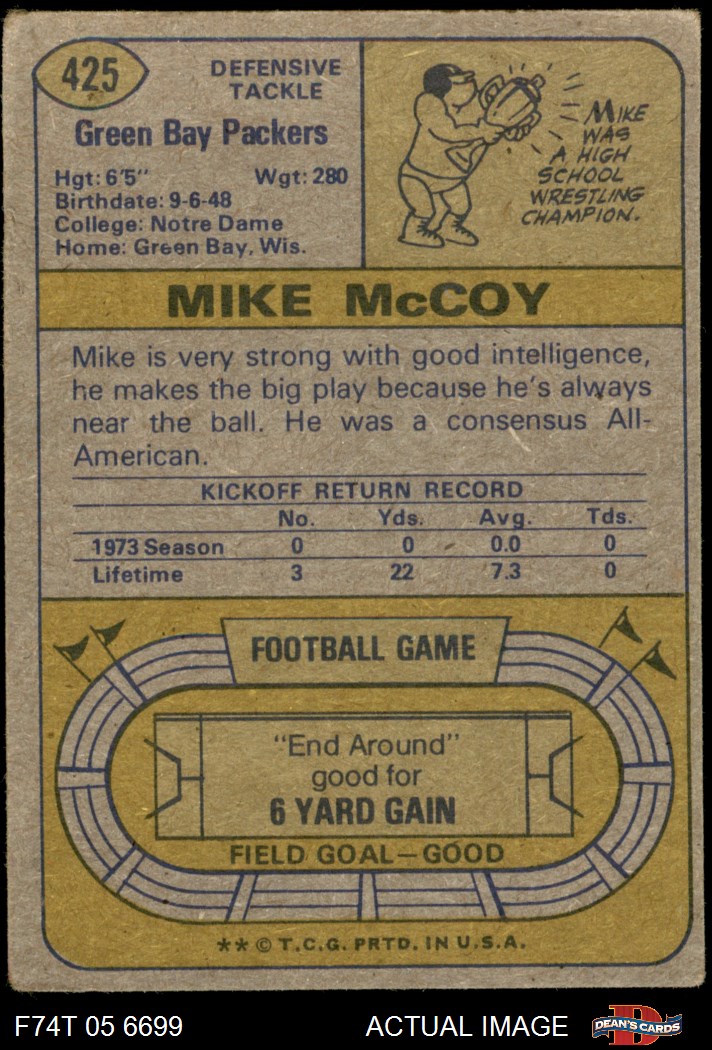 425
DEFENSIVE
TACKLE
Green Bay Packers
Hgt: 6'5" Wgt: 280
Birthdate: 9-6-48
College: Notre Dame
Home: Green Bay, Wis.
MIKE
WAS
A HIGH
SCHOOL
WRESTLING
CHAMPION.
MIKE McCOY
Mike is very strong with good intelligence,
he makes the big play because he's always
near the ball. He was a consensus All-
American.
KICKOFF RETURN RECORD
No. Yds. Avg. Tds.
1973 Season 0 0 0.0 0
Lifetime 3 22 7.3 0
FOOTBALL GAME
"End Around"
good for
6 YARD GAIN
FIELD GOAL—GOOD
** © T.C.G. PRTD. IN U.S.A.
F74T 05 6699 ACTUAL IMAGE
D
DEAN'S CARDS